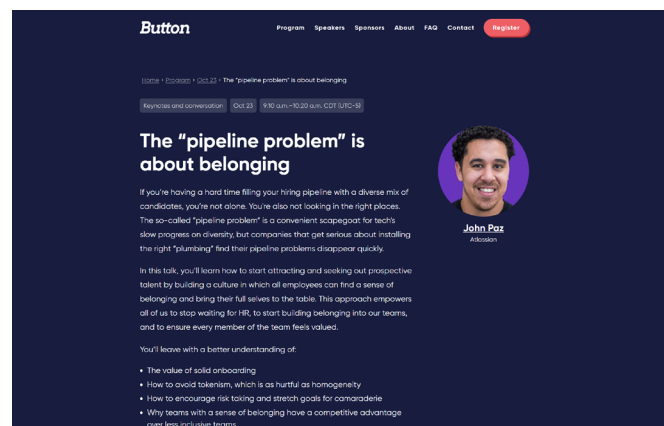 Button
Program Speakers Sponsors About FAQ Contact Register
Home • Program • Oct 23 • The "pipeline problem" is about belonging
Keynotes and conversation Oct 23 9:10 a.m.–10:20 a.m. CDT (UTC-5)
The “pipeline problem” is
about belonging
If you're having a hard time filling your hiring pipeline with a diverse mix of
candidates, you're not alone. You're also not looking in the right places.
The so-called “pipeline problem” is a convenient scapegoat for tech's
slow progress on diversity, but companies that get serious about installing
the right “plumbing” find their pipeline problems disappear quickly.
In this talk, you'll learn how to start attracting and seeking out prospective
talent by building a culture in which all employees can find a sense of
belonging and bring their full selves to the table. This approach empowers
all of us to stop waiting for HR, to start building belonging into our teams,
and to ensure every member of the team feels valued.
You'll leave with a better understanding of:
• The value of solid onboarding
• How to avoid tokenism, which is as hurtful as homogeneity
• How to encourage risk taking and stretch goals for camaraderie
• Why teams with a sense of belonging have a competitive advantage
over less inclusive teams
John Paz
Atlassian